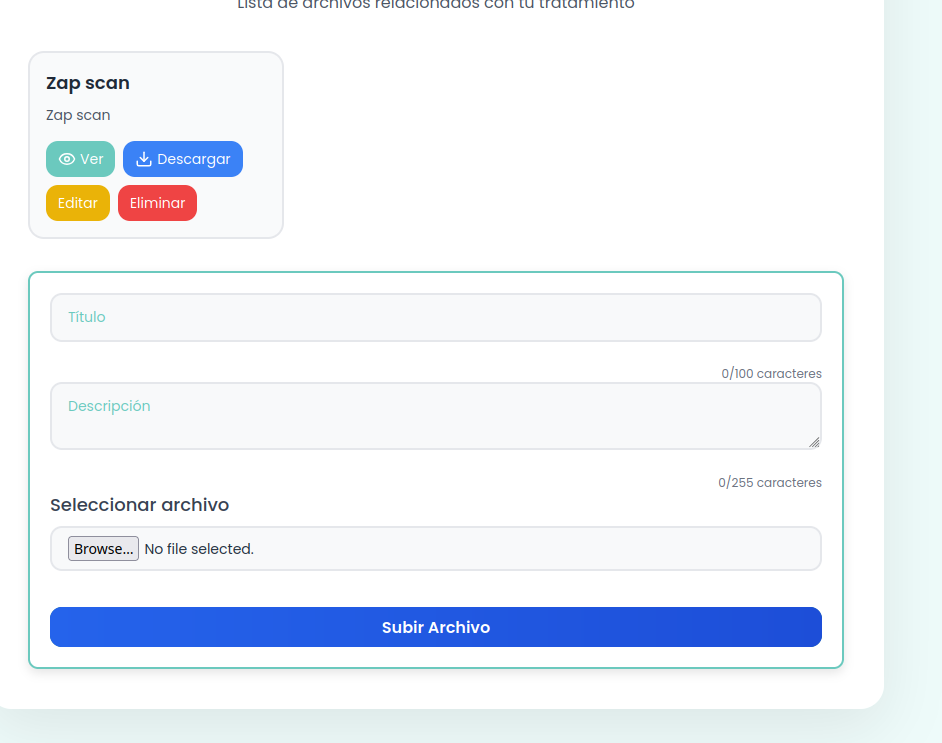 Lista de archivos relacionados con tu tratamiento
Zap scan
Zap scan
Ver
Descargar
Editar
Eliminar
Título
0/100 caracteres
Descripción
0/255 caracteres
Seleccionar archivo
Browse... No file selected.
Subir Archivo